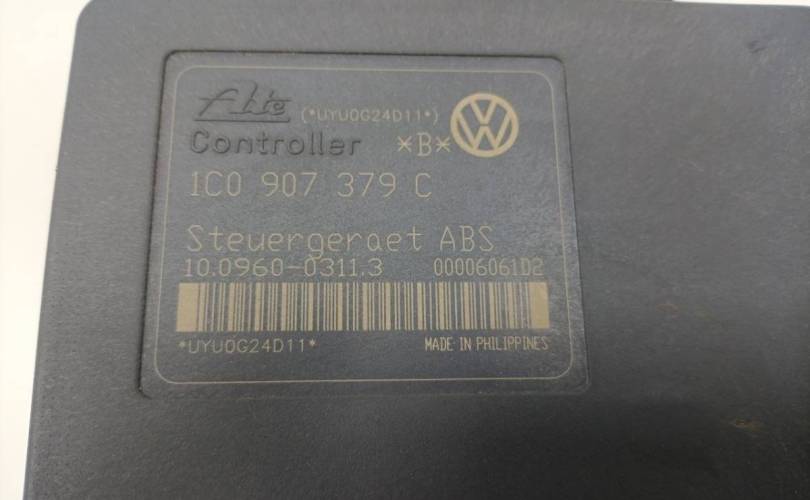 Ate (*UYU0G24D11*)
Controller *B*
1C0 907 379 C
Steuergeraet ABS
10.0960-0311.3 00006061D2
*UYU0G24D11* MADE IN PHILIPPINES